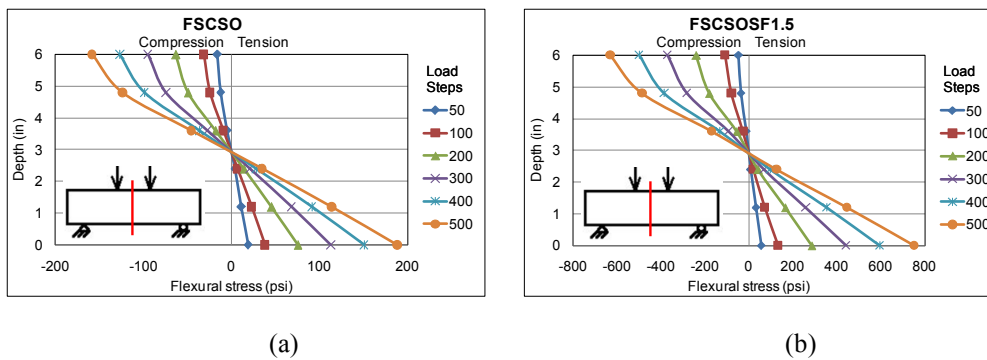 FSCSO
Compression Tension
Depth (in)
6
5
4
3
2
1
0
-200 -100 0 100 200
Flexural stress (psi)
Load
Steps
50
100
200
300
400
500
(a)
FSCSOSF1.5
Compression Tension
Depth (in)
6
5
4
3
2
1
0
-800 -600 -400 -200 0 200 400 600 800
Flexural stress (psi)
Load
Steps
50
100
200
300
400
500
(b)